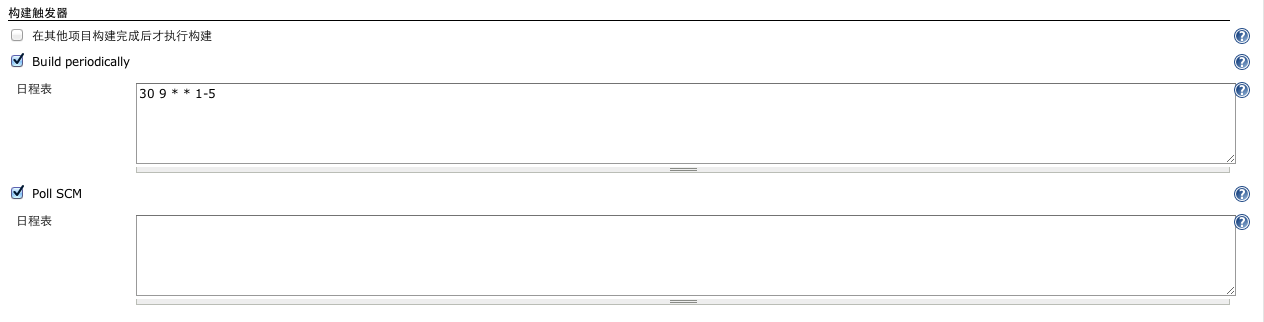 构建触发器
在其他项目构建完成后才执行构建
Build periodically
日程表
30 9 * * 1-5
Poll SCM
日程表